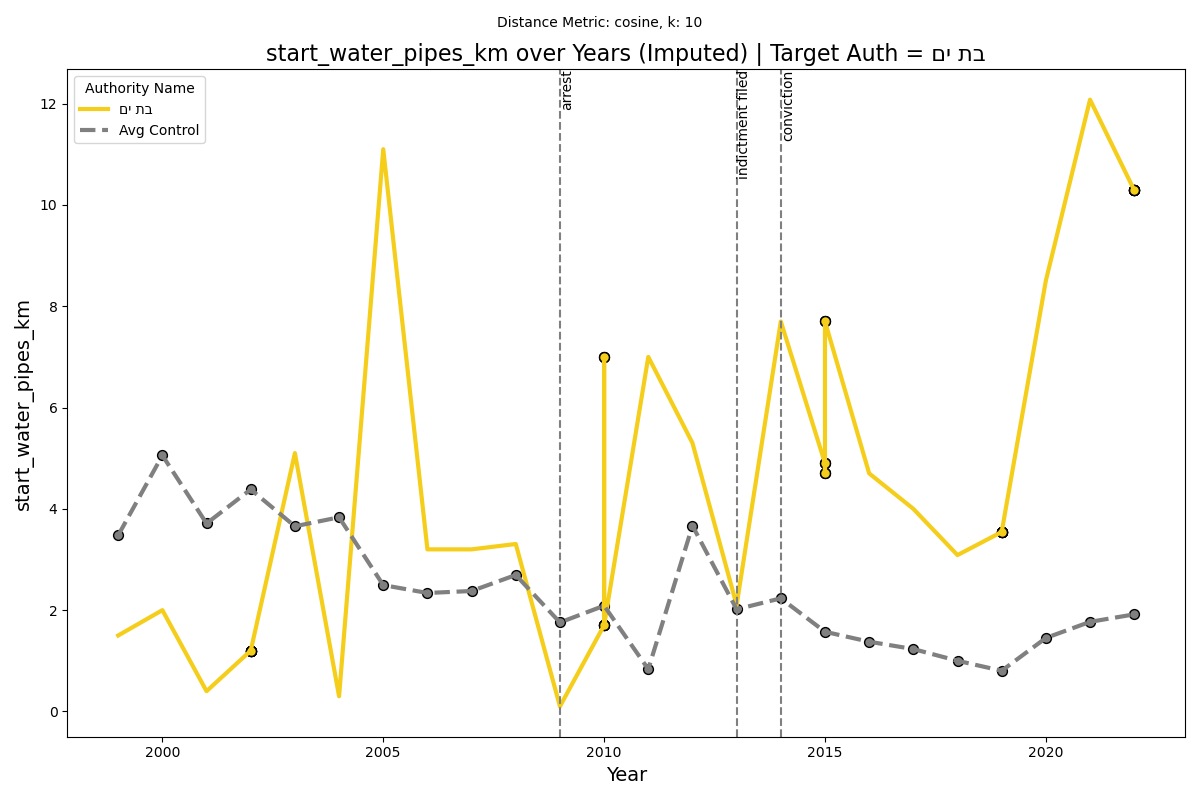 Distance Metric: cosine, k: 10
start_water_pipes_km over Years (Imputed) | Target Auth = בת ים
Authority Name
בת ים
Avg Control
arrest
indictment filed
conviction
start_water_pipes_km
12
10
8
6
4
2
0
2000
2005
2010
2015
2020
Year